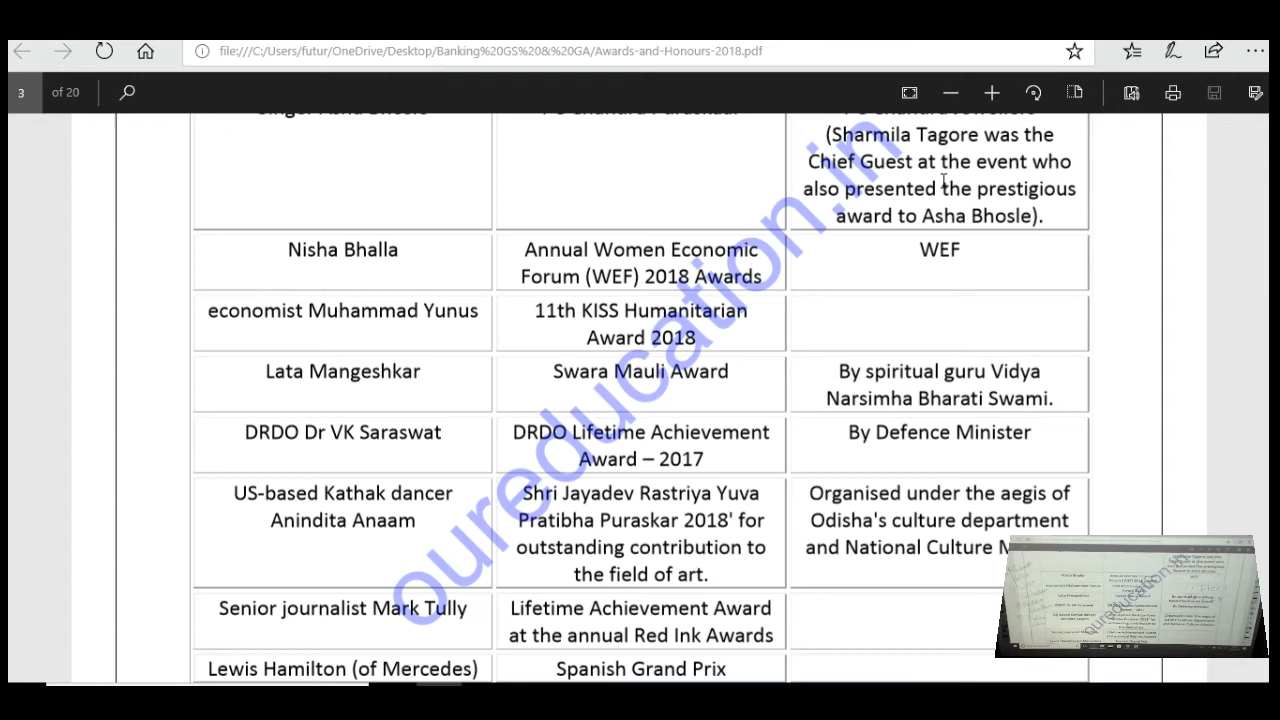 file:///C:/Users/futur/OneDrive/Desktop/Banking%20GS%20&%20GA/Awards-and-Honours-2018.pdf
3 of 20
(Sharmila Tagore was the
Chief Guest at the event who
also presented the prestigious
award to Asha Bhosle).
Nisha Bhalla
Annual Women Economic
Forum (WEF) 2018 Awards
WEF
economist Muhammad Yunus
11th KISS Humanitarian
Award 2018
Lata Mangeshkar
Swara Mauli Award
By spiritual guru Vidya
Narsimha Bharati Swami.
DRDO Dr VK Saraswat
DRDO Lifetime Achievement
Award – 2017
By Defence Minister
US-based Kathak dancer
Anindita Anaam
Shri Jayadev Rastriya Yuva
Pratibha Puraskar 2018' for
outstanding contribution to
the field of art.
Organised under the aegis of
Odisha's culture department
and National Culture
Senior journalist Mark Tully
Lifetime Achievement Award
at the annual Red Ink Awards
Lewis Hamilton (of Mercedes)
Spanish Grand Prix
oureducation.in